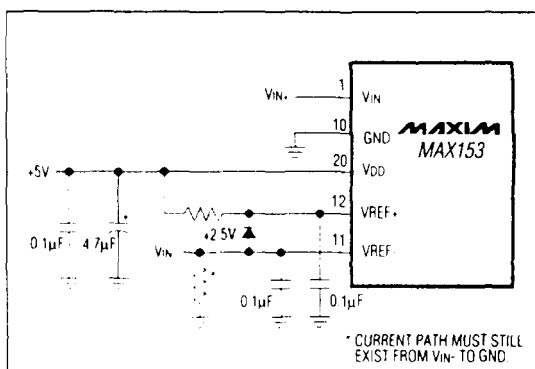 1
VIN+
VIN
10
GND
MAXIM
MAX153
+5V
20
VDD
12
VREF+
+2.5V
11
VIN
VREF-
0.1µF
4.7µF
0.1µF
0.1µF
* CURRENT PATH MUST STILL
EXIST FROM VIN- TO GND.